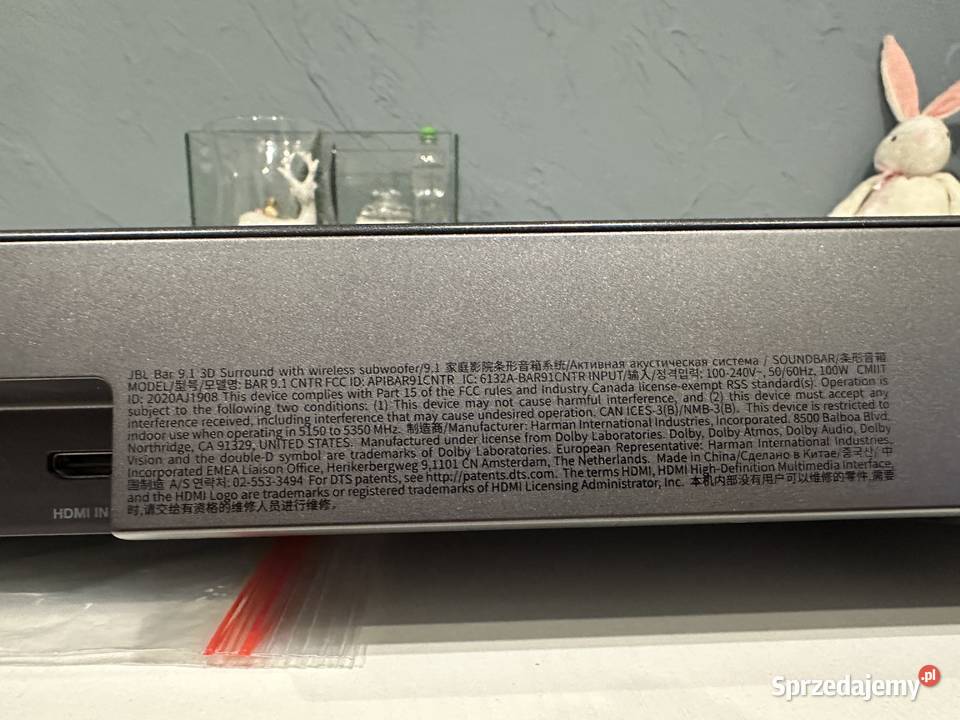 JBL Bar 9.1 3D Surround with wireless subwoofer/9.1 家庭影院条形音箱系统/Активная акустическая система / SOUNDBAR/条形音箱
MODEL/型号/모델명: BAR 9.1 CNTR FCC ID: APIBAR91CNTR IC: 6132A-BAR91CNTR INPUT/输入/정격입력: 100-240V~, 50/60Hz, 100W CMIIT
ID: 2020AJ1908 This device complies with Part 15 of the FCC rules and Industry Canada license-exempt RSS standard(s). Operation is
subject to the following two conditions: (1) This device may not cause harmful interference, and (2) this device must accept any
interference received, including interference that may cause undesired operation. CAN ICES-3(B)/NMB-3(B). This device is restricted to
indoor use when operating in 5150 to 5350 MHz. 制造商/Manufacturer: Harman International Industries, Incorporated. 8500 Balboa Blvd.
Northridge, CA 91329, UNITED STATES. Manufactured under license from Dolby Laboratories. Dolby, Dolby Atmos, Dolby Audio, Dolby
Vision and the double-D symbol are trademarks of Dolby Laboratories. European Representative: Harman International Industries,
Incorporated EMEA Liaison Office, Herikerbergweg 9,1101 CN Amsterdam, The Netherlands. Made in China/Сделано в Китае/중국산/ 中
国制造 A/S 연락처: 02-553-3494 For DTS patents, see http://patents.dts.com. The terms HDMI, HDMI High-Definition Multimedia Interface,
and the HDMI Logo are trademarks or registered trademarks of HDMI Licensing Administrator, Inc. 本机内部没有用户可以维修的零件,需要
时,请交给有资格的维修人员进行维修。
HDMI IN
Sprzedajemy.pl